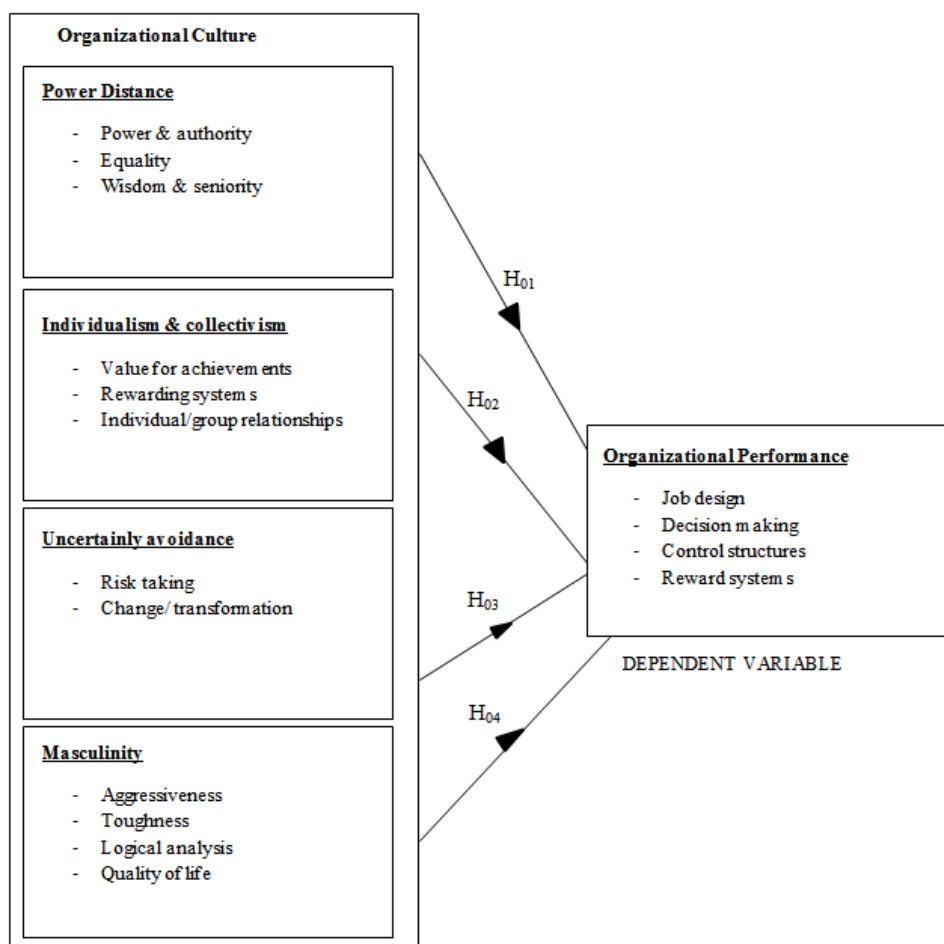 Organizational Culture
Power Distance
- Power & authority
- Equality
- Wisdom & seniority
H01
Individualism & collectivism
- Value for achievements
- Rewarding systems
- Individual/group relationships
H02
Organizational Performance
- Job design
- Decision making
- Control structures
- Reward systems
Uncertainly avoidance
- Risk taking
- Change/ transformation
H03
DEPENDENT VARIABLE
H04
Masculinity
- Aggressiveness
- Toughness
- Logical analysis
- Quality of life